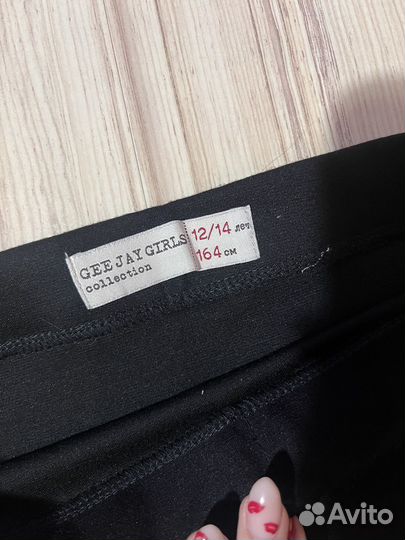 GEE JAY GIRLS
collection
12/14 лет
164 см
Avito